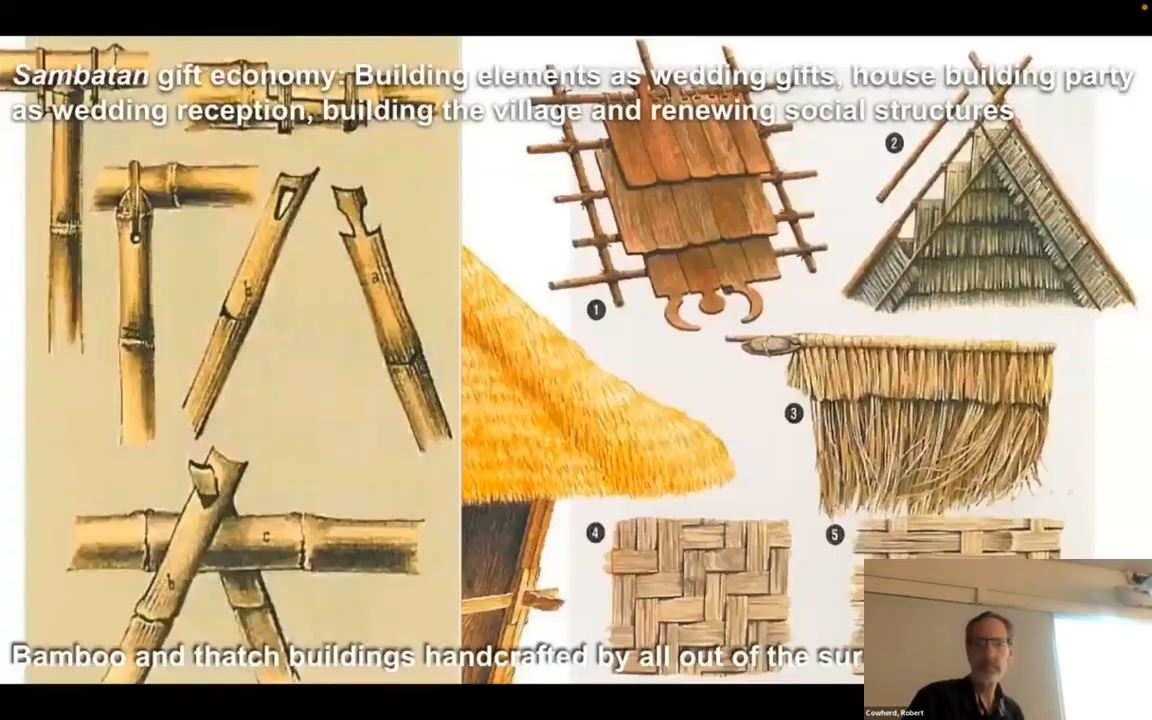 Sambatan gift economy: Building elements as wedding gifts, house building party
as wedding reception, building the village and renewing social structures
2
b
a
1
3
4
5
c
b
Bamboo and thatch buildings handcrafted by all out of the sur
Cowherd, Robert